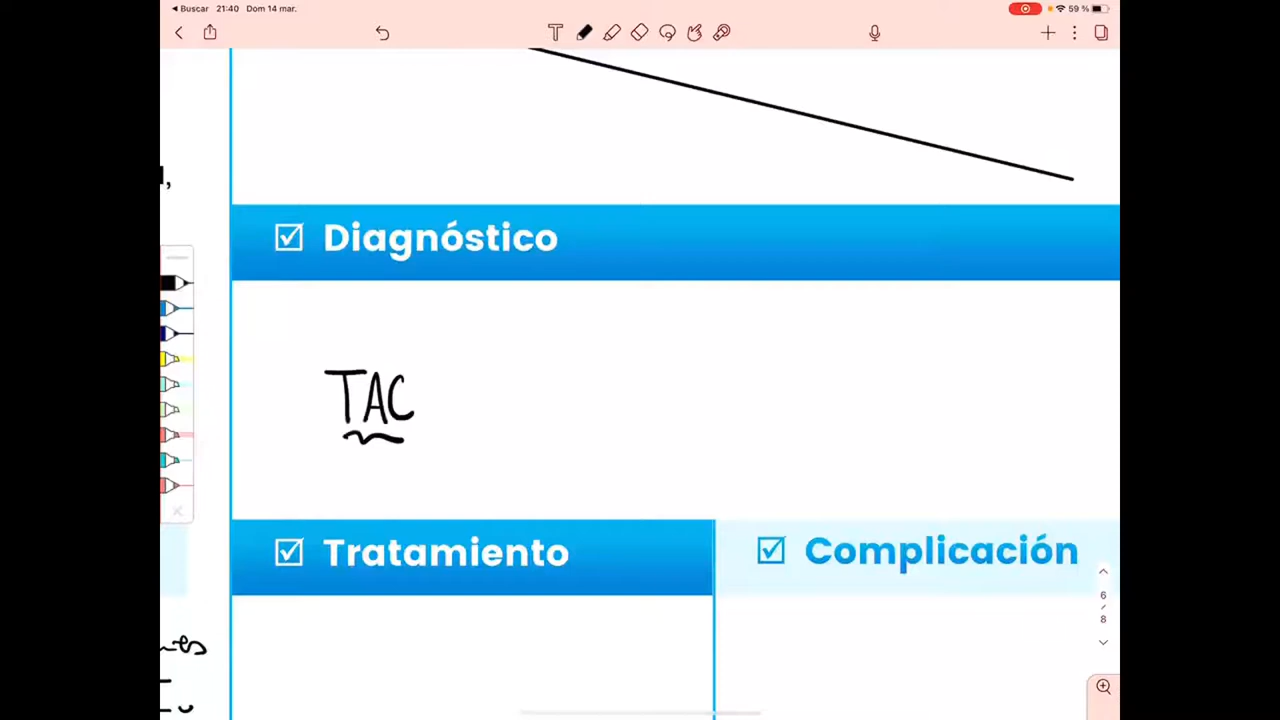 Buscar 21:40 Dom 14 mar. 59 %
T
,
Diagnóstico
TAC
Tratamiento
Complicación
6
/
8